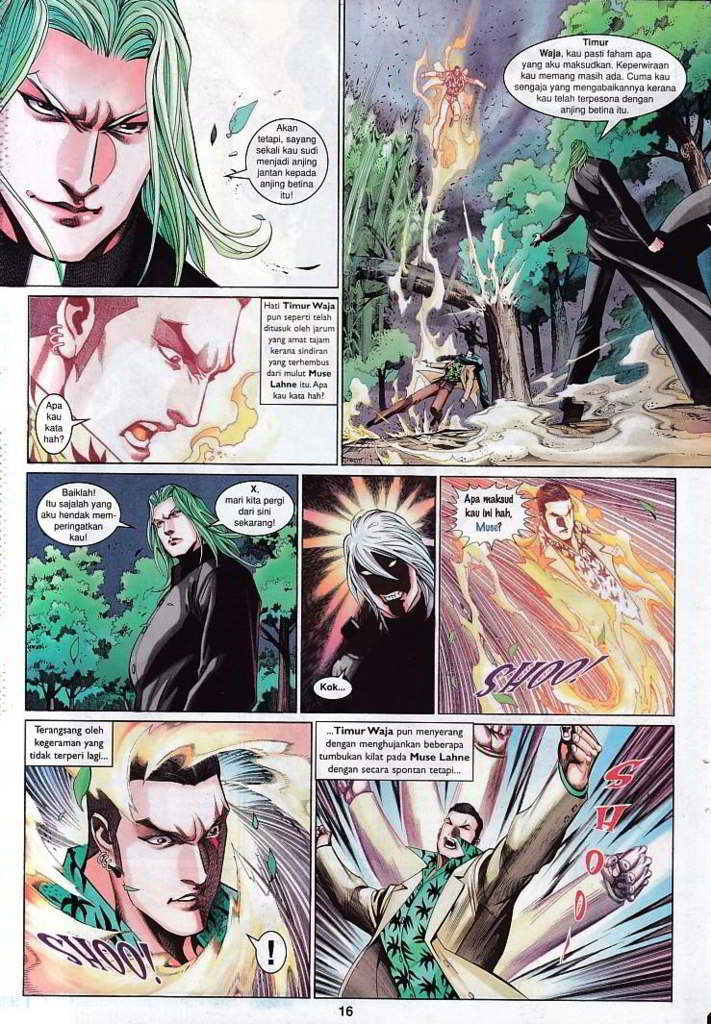 Akan
tetapi, sayang
sekali kau sudi
menjadi anjing
jantan kepada
anjing betina
itu!
Timur
Waja, kau pasti faham apa
yang aku maksudkan. Keperwiraan
kau memang masih ada. Cuma kau
sengaja yang mengabaikannya kerana
kau telah terpesona dengan
anjing betina itu.
Apa
kau
kata
hah?
Hati Timur Waja
pun seperti telah
ditusuk oleh jarum
yang amat tajam
kerana sindiran
yang terhembus
dari mulut Muse
Lahne itu. Apa
kau kata hah!
Baiklah!
Itu sajalah yang
aku hendak mem-
peringatkan
kau!
X,
mari kita pergi
dari sini
sekarang!
Kok...
Apa maksud
kau ini hah,
Muse?
SHOO!
Terangsang oleh
kegeraman yang
tidak terperi lagi...
SHOO!
!
...Timur Waja pun menyerang
dengan menghujankan beberapa
tumbukan kilat pada Muse Lahne
dengan secara spontan tetapi...
SHOO!
16